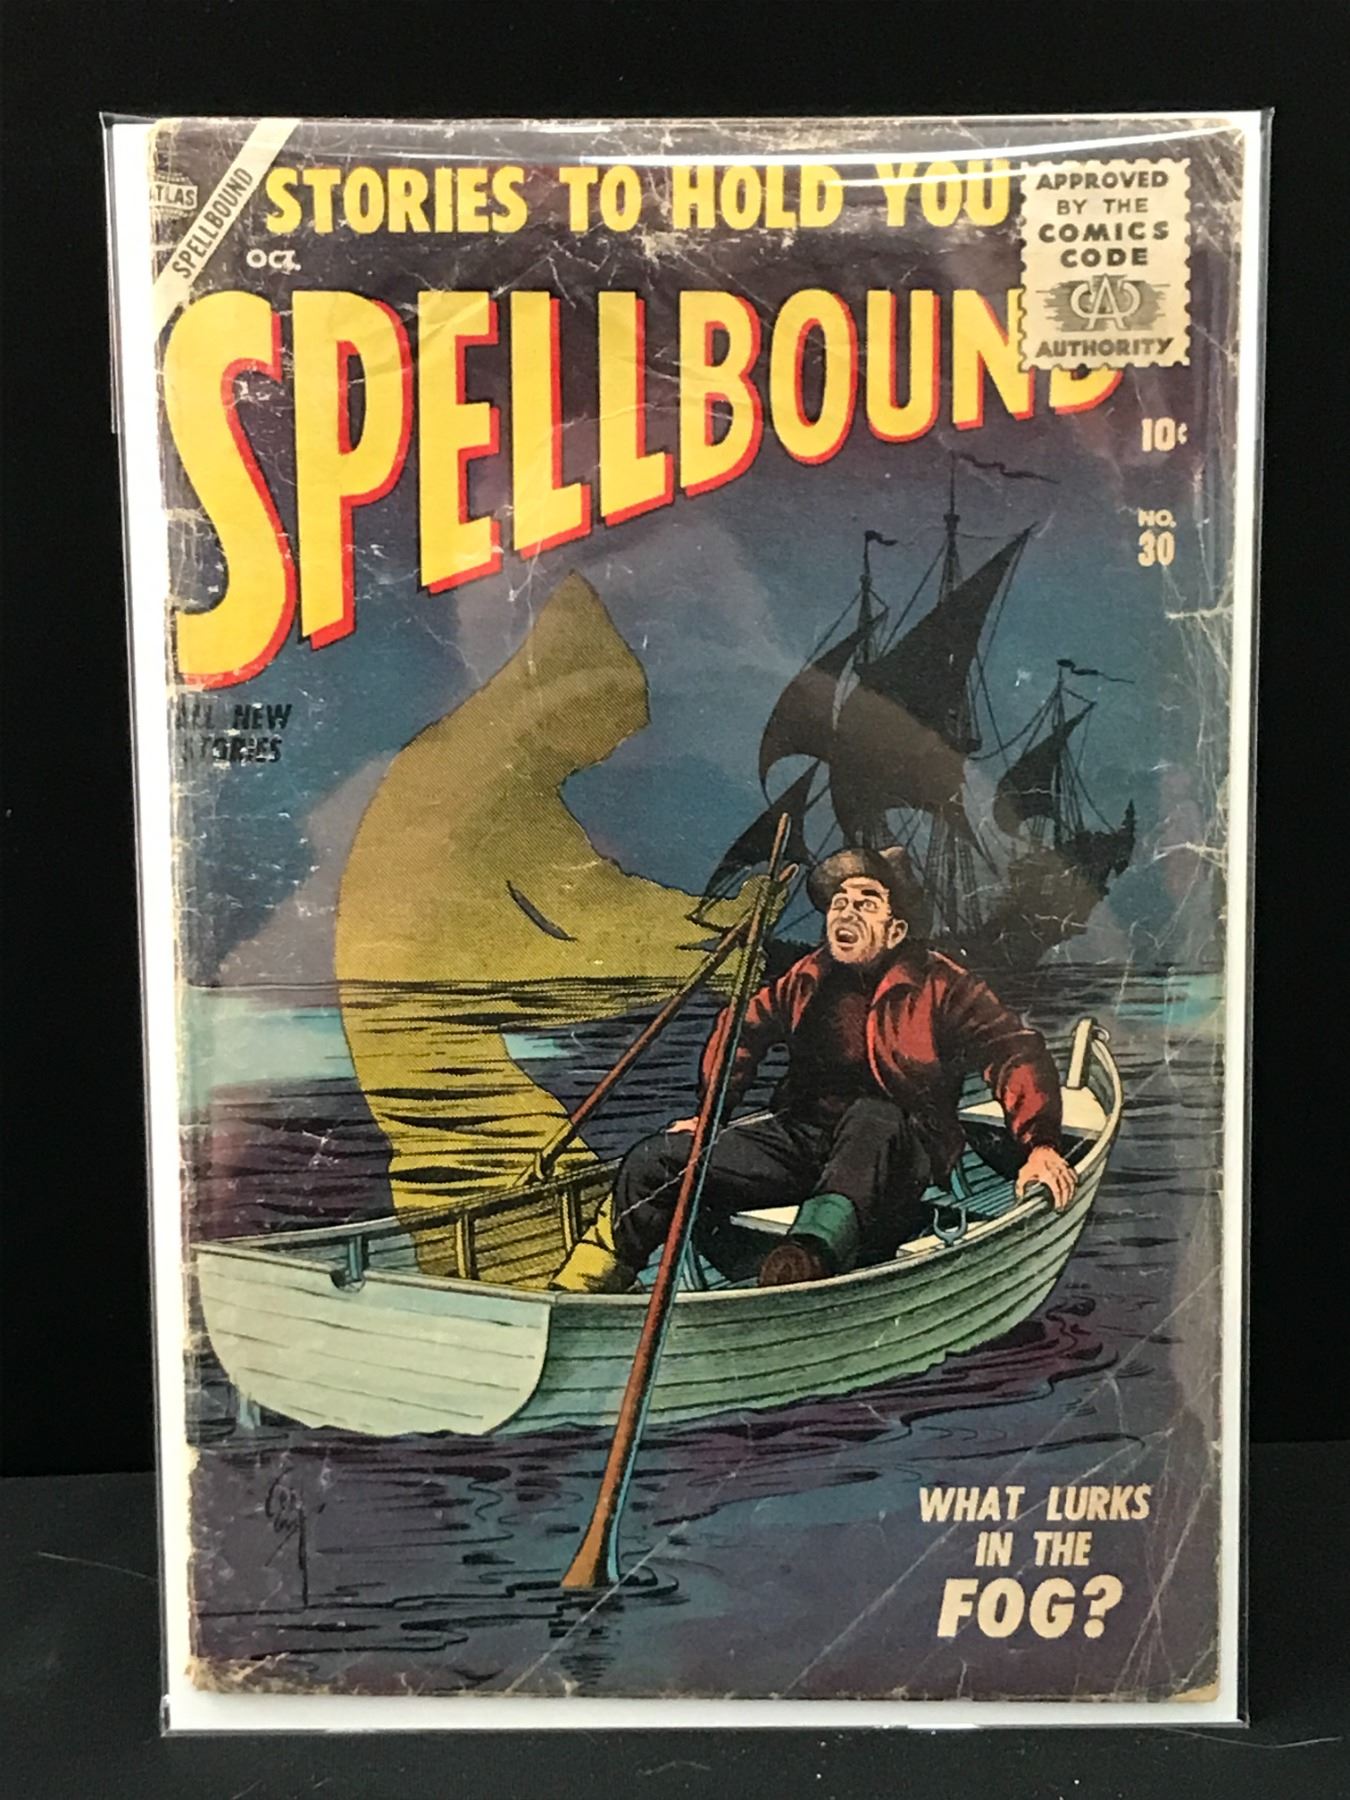 ATLAS
SPELLBOUND
STORIES TO HOLD YOU
OCT.
APPROVED
BY THE
COMICS
CODE
CA
AUTHORITY
SPELLBOUND
10¢
NO.
30
ALL NEW
STORIES
WHAT LURKS
IN THE
FOG?